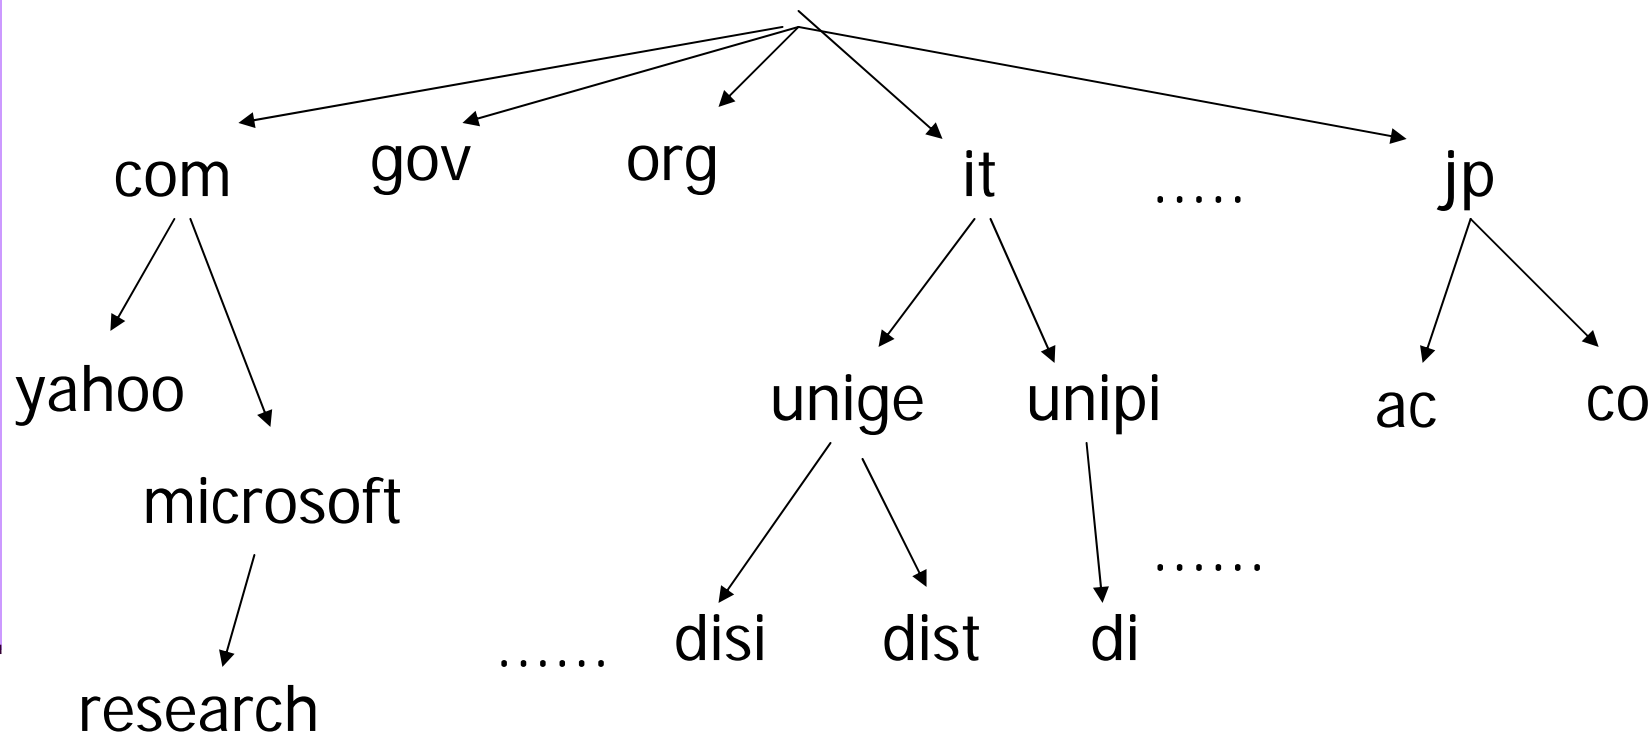 com gov org it ..... jp
yahoo unige unipi ac co
microsoft
......
disi dist di
......
research